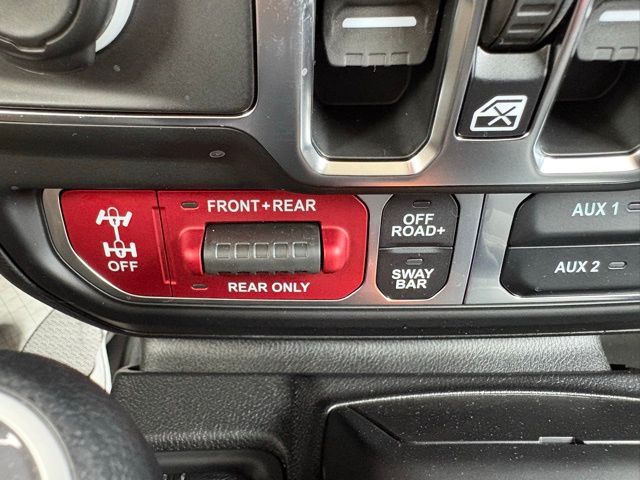 FRONT+REAR
OFF
REAR ONLY
OFF
ROAD+
SWAY
BAR
AUX 1
AUX 2